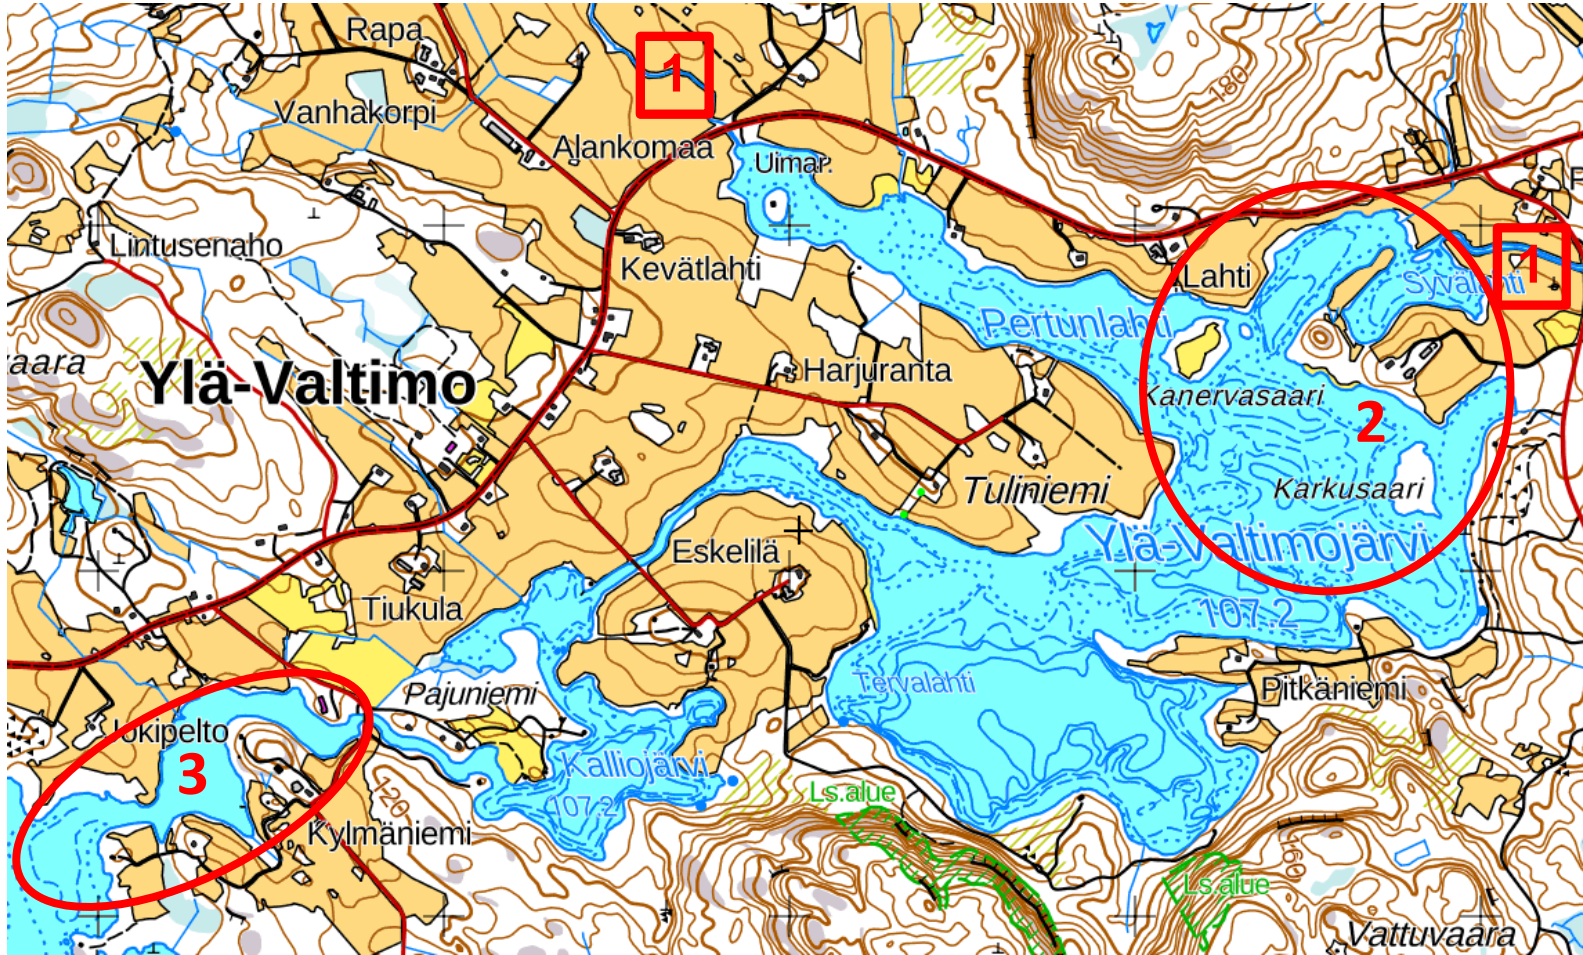 Rapa
1
180
Vanhakorpi
Alankomaa
Uimar.
Lintusenaho
Kevätlahti
Lahti
Syvälahti
1
Pertunlahti
aara
Ylä-Valtimo
Harjuranta
Kanervasaari
2
Tuliniemi
Karkusaari
Eskelilä
Ylä-Valtimojärvi
Tiukula
107.2
Pajuniemi
Tervalahti
Pitkäniemi
Jokipelto
3
Kalliojärvi
120
107.2
Ls.alue
Kylmäniemi
160
Ls.alue
Vattuvaara